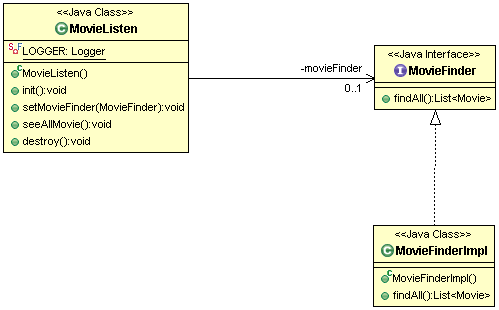 <<Java Class>>
MovieListen
LOGGER: Logger
MovieListen()
init():void
setMovieFinder(MovieFinder):void
seeAllMovie():void
destroy():void
-movieFinder
0..1
<<Java Interface>>
MovieFinder
findAll():List<Movie>
<<Java Class>>
MovieFinderImpl
MovieFinderImpl()
findAll():List<Movie>